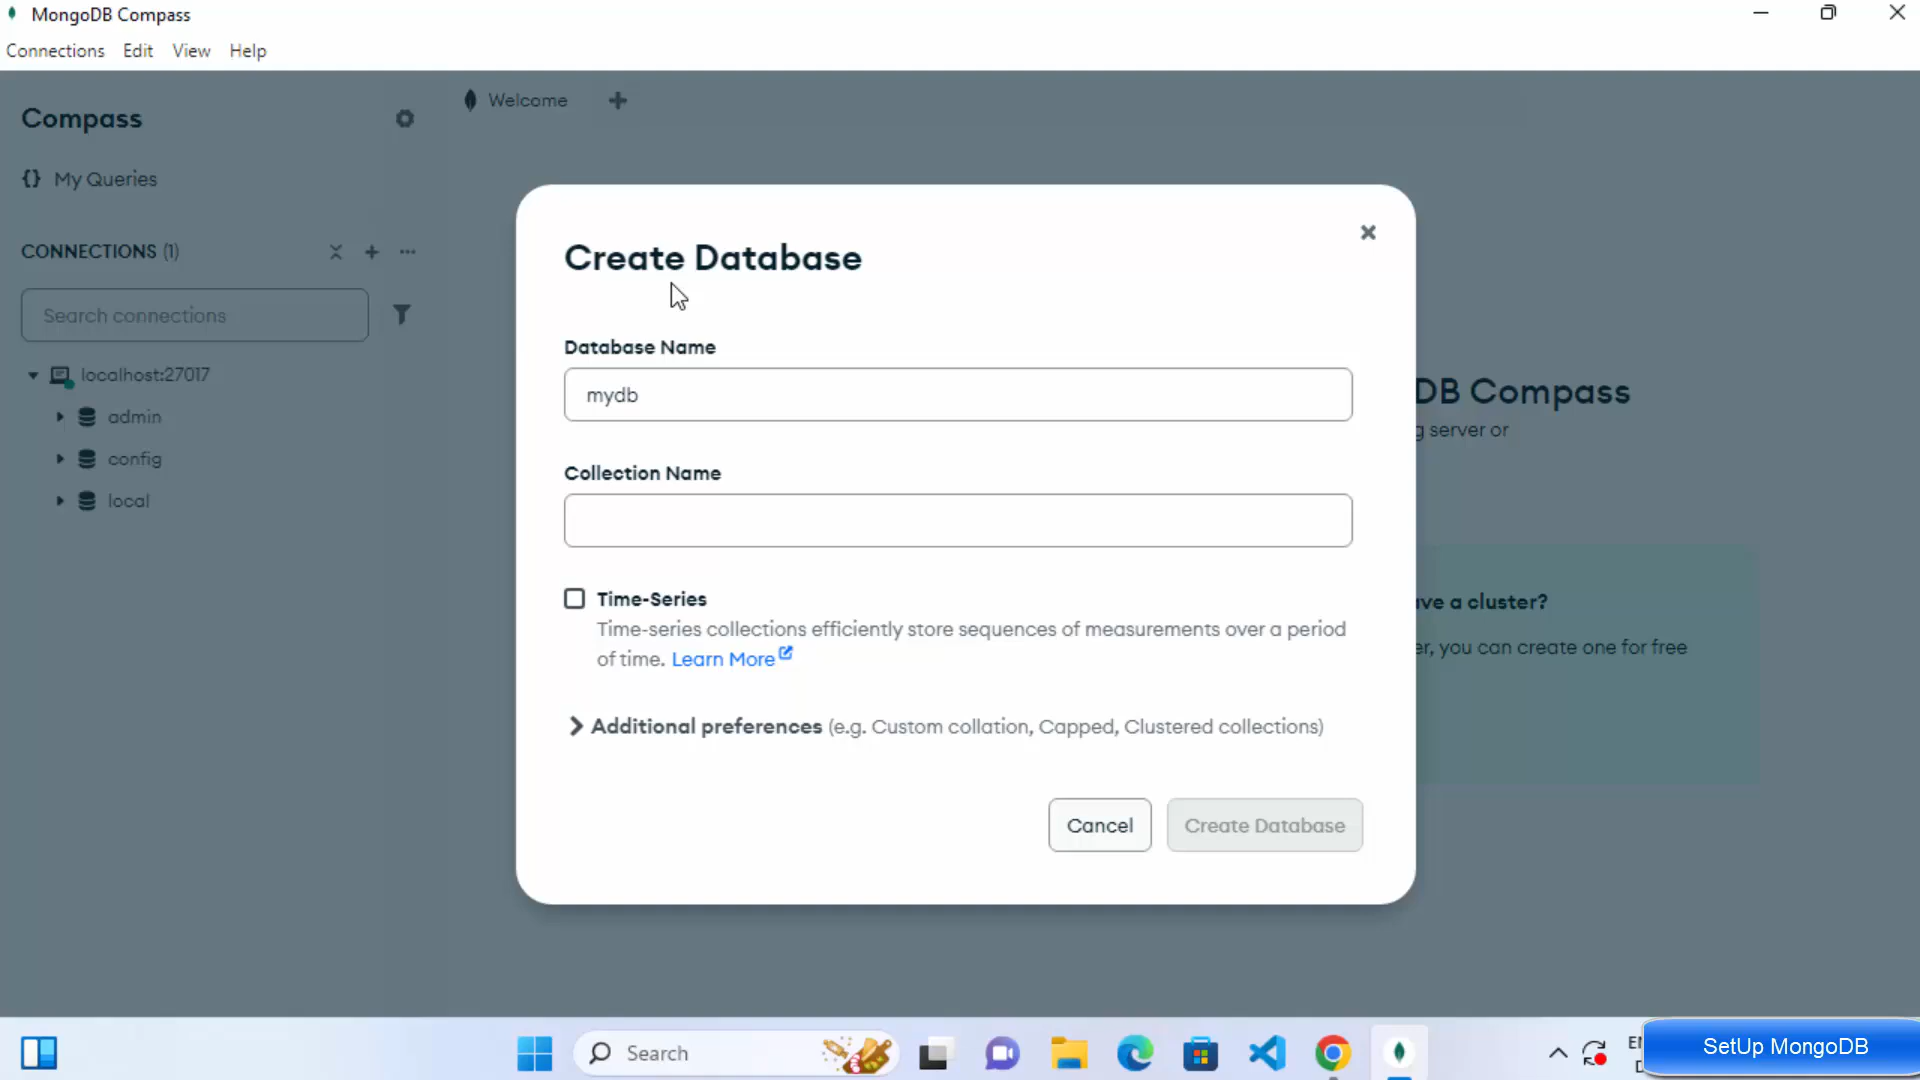 MongoDB Compass
Connections Edit View Help
Compass
Welcome
{} My Queries
CONNECTIONS (1)
Search connections
localhost:27017
admin
config
local
Create Database
Database Name
mydb
Collection Name
Time-Series
Time-series collections efficiently store sequences of measurements over a period
of time. Learn More
Additional preferences (e.g. Custom collation, Capped, Clustered collections)
Cancel
Create Database
DB Compass
server or
a cluster?
you can create one for free
Search
SetUp MongoDB